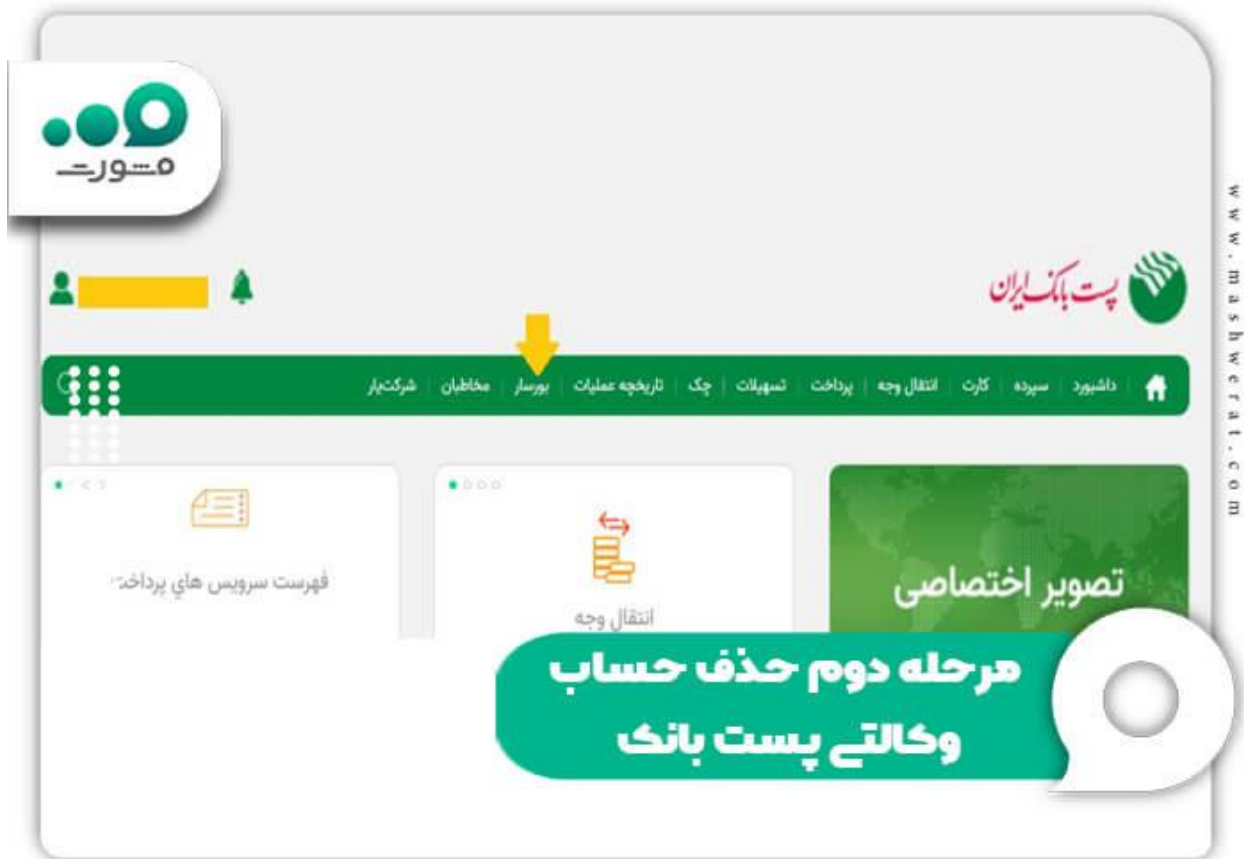 مشورت
www.mashwerat.com
پست بانک ایران
داشبورد | سپرده | کارت | انتقال وجه | پرداخت | تسهیلات | چک | تاریخچه عملیات | بورسار | مخاطبان | شرکت‌یار
تصویر اختصاصی
انتقال وجه
فهرست سرویس هاي پرداخت
مرحله دوم حذف حساب
وکالتی پست بانک